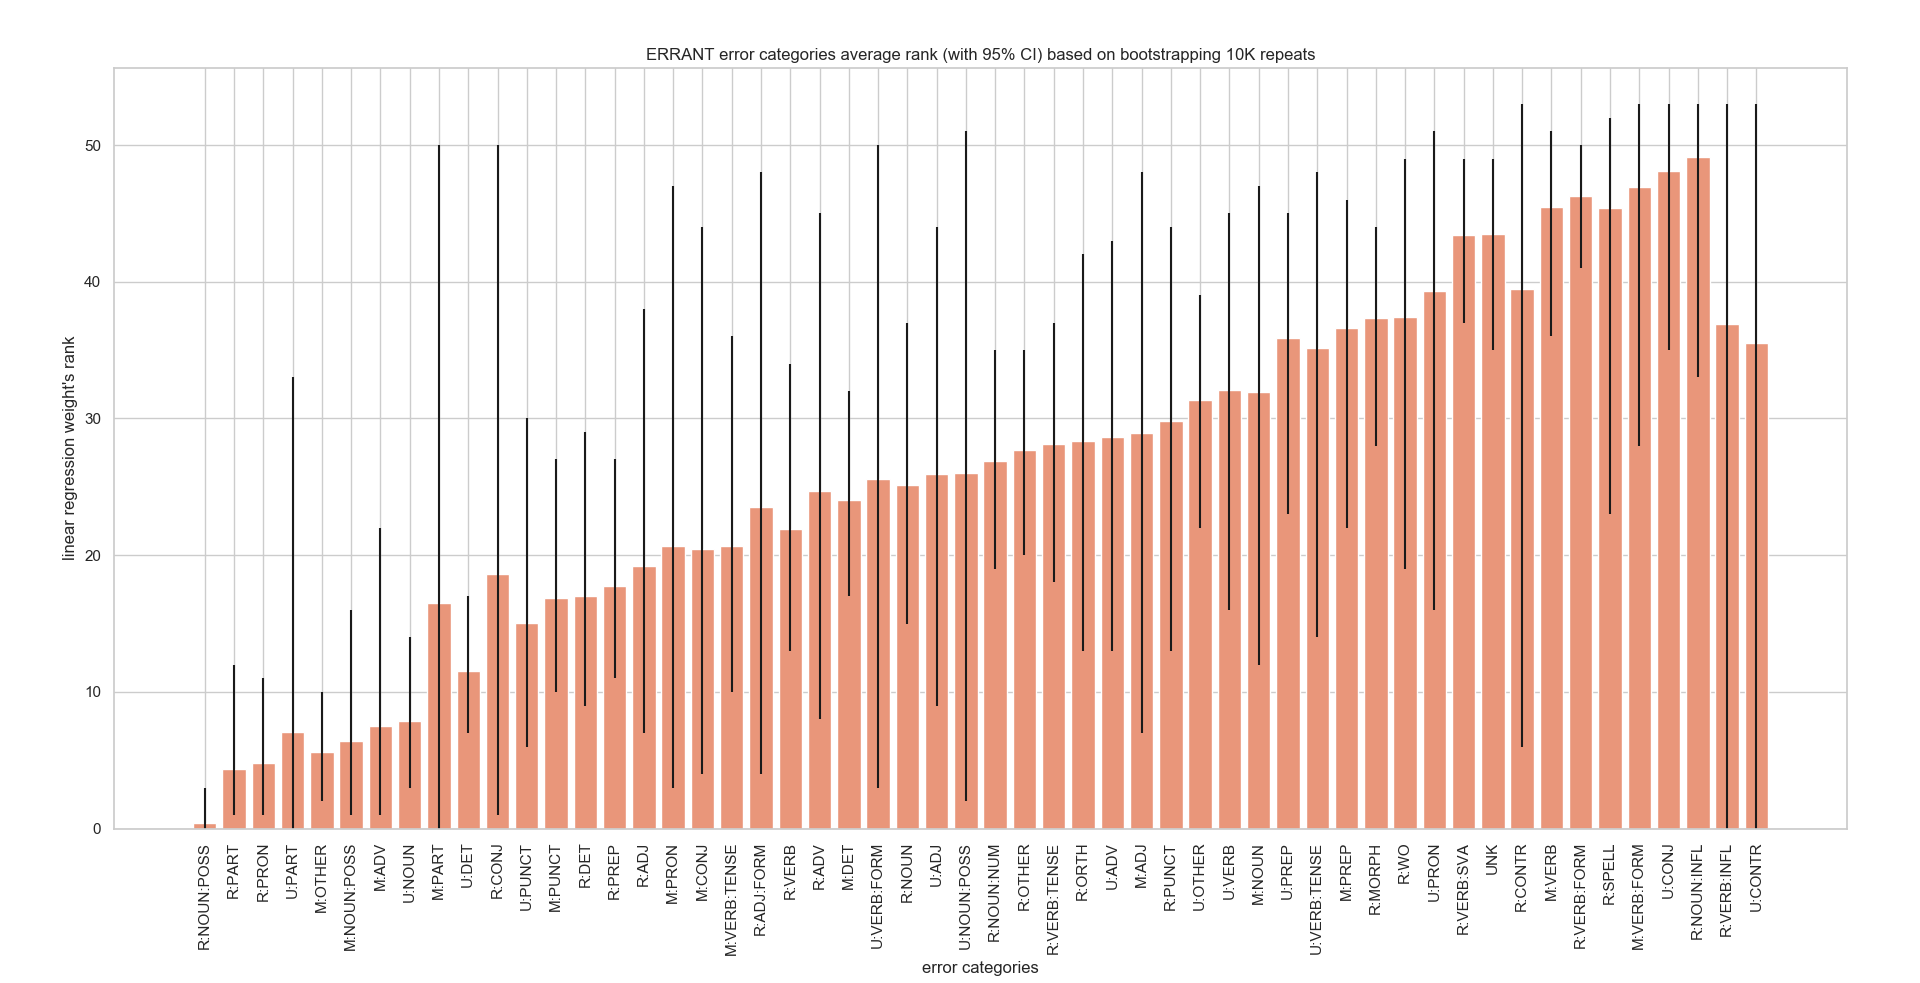 ERRANT error categories average rank (with 95% CI) based on bootstrapping 10K repeats
linear regression weight's rank
50
40
30
20
10
0
R:NOUN:POSS
R:PART
R:PRON
U:PART
M:OTHER
M:NOUN:POSS
M:ADV
U:NOUN
M:PART
U:DET
R:CONJ
U:PUNCT
M:PUNCT
R:DET
R:PREP
R:ADJ
M:PRON
M:CONJ
M:VERB:TENSE
R:ADJ:FORM
R:VERB
R:ADV
M:DET
U:VERB:FORM
R:NOUN
U:ADJ
U:NOUN:POSS
R:NOUN:NUM
R:OTHER
R:VERB:TENSE
R:ORTH
U:ADV
M:ADJ
R:PUNCT
U:OTHER
U:VERB
M:NOUN
U:PREP
U:VERB:TENSE
M:PREP
R:MORPH
R:WO
U:PRON
R:VERB:SVA
UNK
R:CONTR
M:VERB
R:VERB:FORM
R:SPELL
M:VERB:FORM
U:CONJ
R:NOUN:INFL
R:VERB:INFL
U:CONTR
error categories